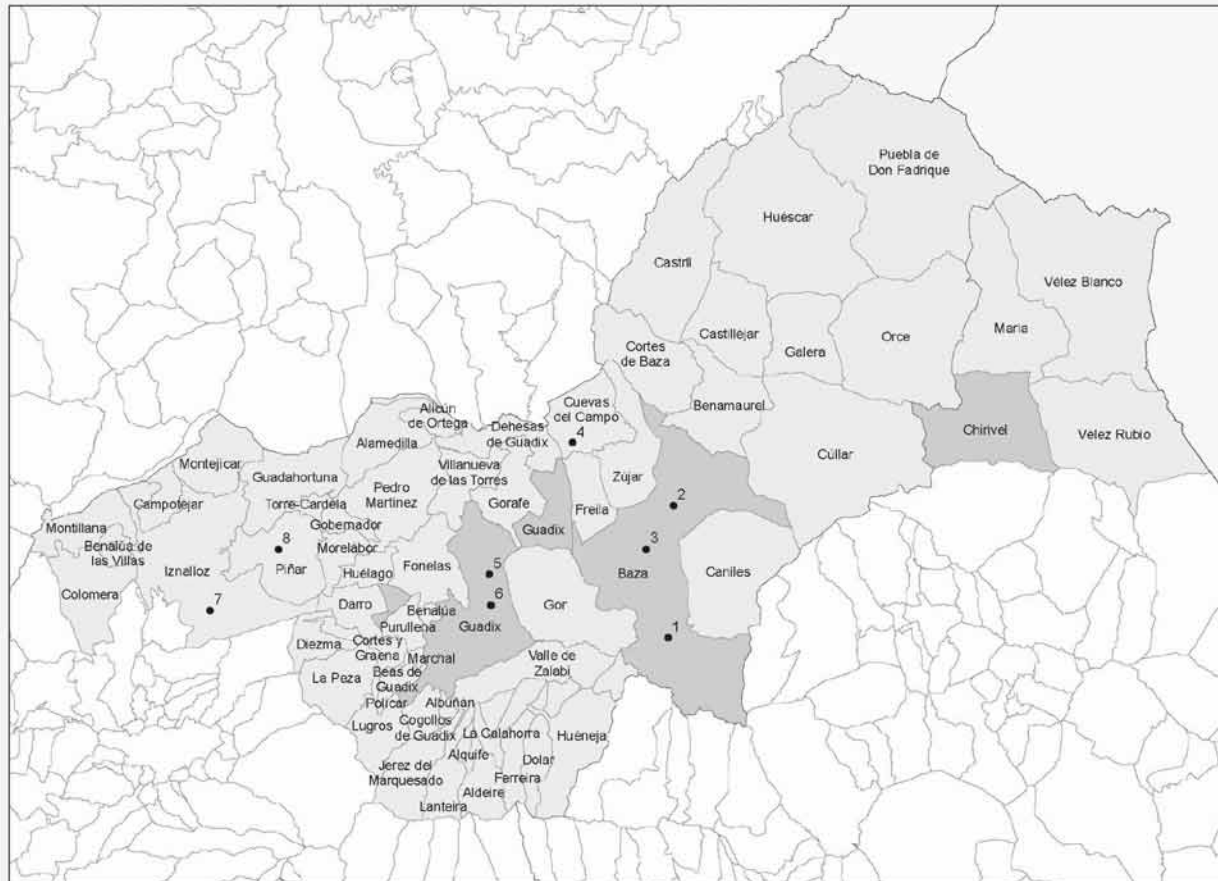 Puebla de
Don Fadrique
Huéscar
Castril
Vélez Blanco
Castillejar
Galera
Orce
María
Cortes
de Baza
Benamaurel
Cuevas
del Campo
4
Chirivel
Vélez Rubio
Cúllar
Zújar
Freila
2
3
Baza
Caniles
1
Alicún
de Ortega
Dehesas
de Guadix
Alamedilla
Villanueva
de las Torres
Montejícar
Guadahortuna
Pedro
Martínez
Gorafe
Guadix
Campotéjar
Torre-Cardela
Gobernador
Montillana
Benalúa de
las Villas
8
Piñar
Morelabor
Huélago
Fonelas
5
Iznalloz
Colomera
7
Darro
Benalúa
6
Guadix
Gor
Purullena
Diezma
Cortes y
Graena
Marchal
La Peza
Beas de
Guadix
Valle de
Zalabí
Polícar
Albuñán
Lugros
Cogollos
de Guadix
La Calahorra
Huéneja
Alquife
Dolar
Jerez del
Marquesado
Ferreira
Aldeire
Lanteira